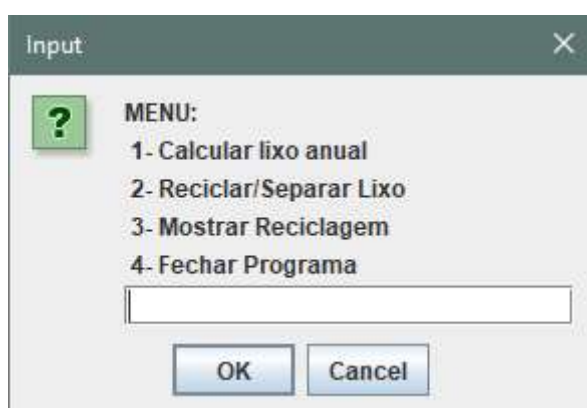 Input
?
MENU:
1- Calcular lixo anual
2- Reciclar/Separar Lixo
3- Mostrar Reciclagem
4- Fechar Programa
OK Cancel